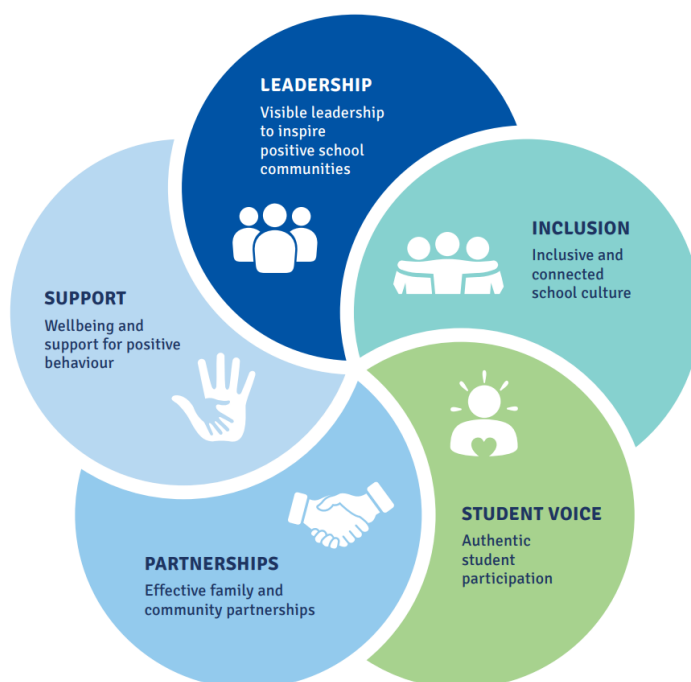 LEADERSHIP
Visible leadership
to inspire
positive school
communities
INCLUSION
Inclusive and
connected
school culture
STUDENT VOICE
Authentic
student
participation
PARTNERSHIPS
Effective family and
community partnerships
SUPPORT
Wellbeing and
support for positive
behaviour